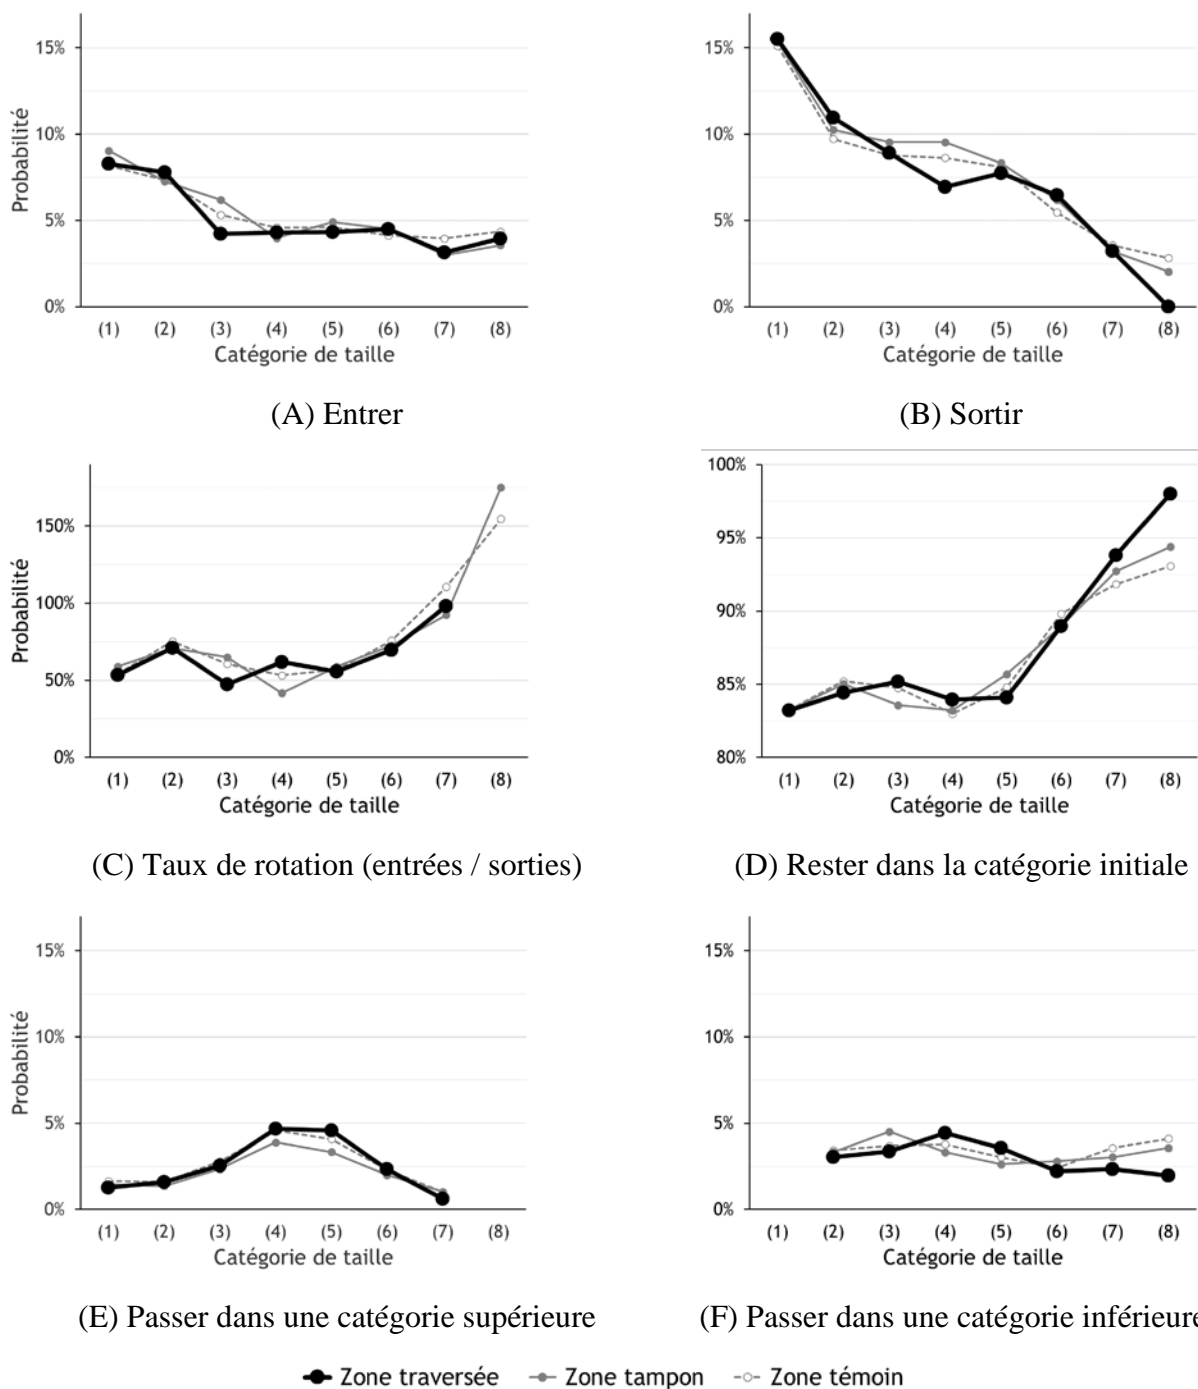 Probabilité
15%
10%
5%
0%
(1) (2) (3) (4) (5) (6) (7) (8)
Catégorie de taille
(A) Entrer
15%
10%
5%
0%
(1) (2) (3) (4) (5) (6) (7) (8)
Catégorie de taille
(B) Sortir
Probabilité
150%
100%
50%
0%
(1) (2) (3) (4) (5) (6) (7) (8)
Catégorie de taille
(C) Taux de rotation (entrées / sorties)
100%
95%
90%
85%
80%
(1) (2) (3) (4) (5) (6) (7) (8)
Catégorie de taille
(D) Rester dans la catégorie initiale
Probabilité
15%
10%
5%
0%
(1) (2) (3) (4) (5) (6) (7) (8)
Catégorie de taille
(E) Passer dans une catégorie supérieure
15%
10%
5%
0%
(1) (2) (3) (4) (5) (6) (7) (8)
Catégorie de taille
(F) Passer dans une catégorie inférieure
Zone traversée Zone tampon Zone témoin